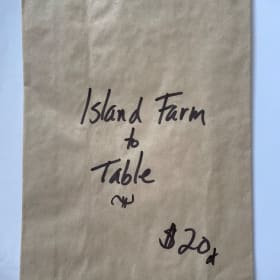 Island Farm
to
Table
$20